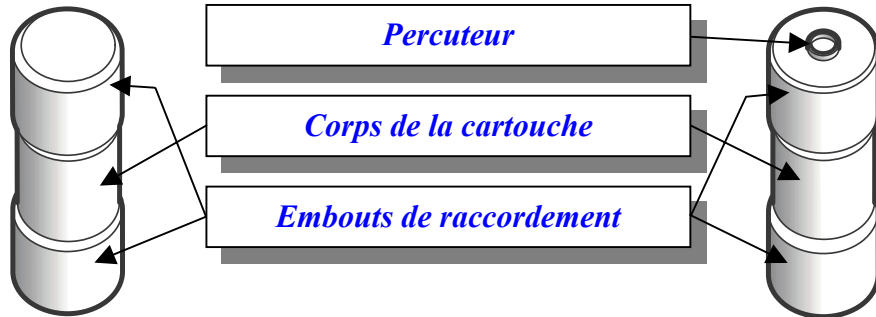 Percuteur
Corps de la cartouche
Embouts de raccordement